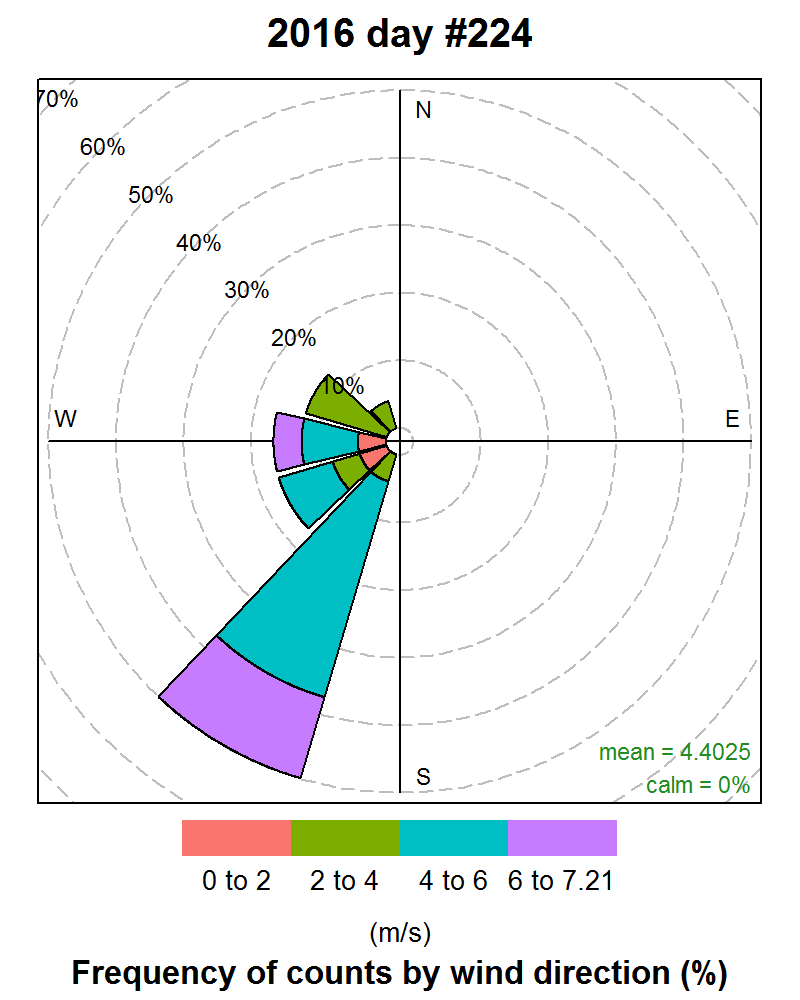 2016 day #224
70%
N
60%
50%
40%
30%
20%
10%
W
E
mean = 4.4025
S
calm = 0%
0 to 2 2 to 4 4 to 6 6 to 7.21
(m/s)
Frequency of counts by wind direction (%)